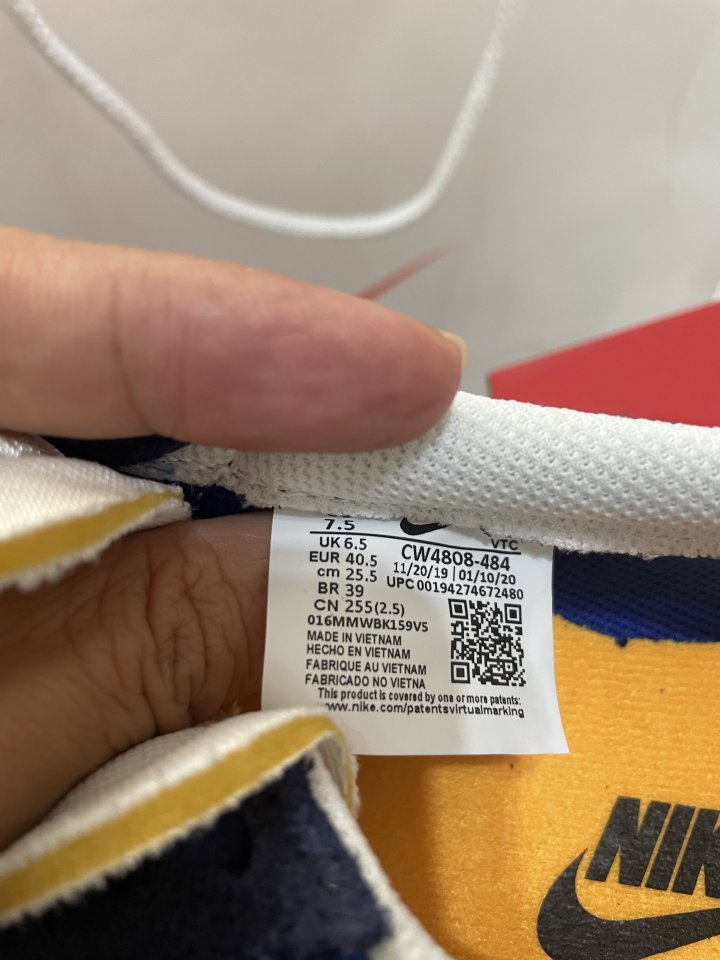 7.5
VTC
UK 6.5
CW4808-484
EUR 40.5
11/20/19 | 01/10/20
cm 25.5
UPC 00194274672480
BR 39
CN 255(2.5)
016MMWBK159V5
MADE IN VIETNAM
HECHO EN VIETNAM
FABRIQUE AU VIETNAM
FABRICADO NO VIETNA
This product is covered by one or more patents:
www.nike.com/patentsvirtualmarking